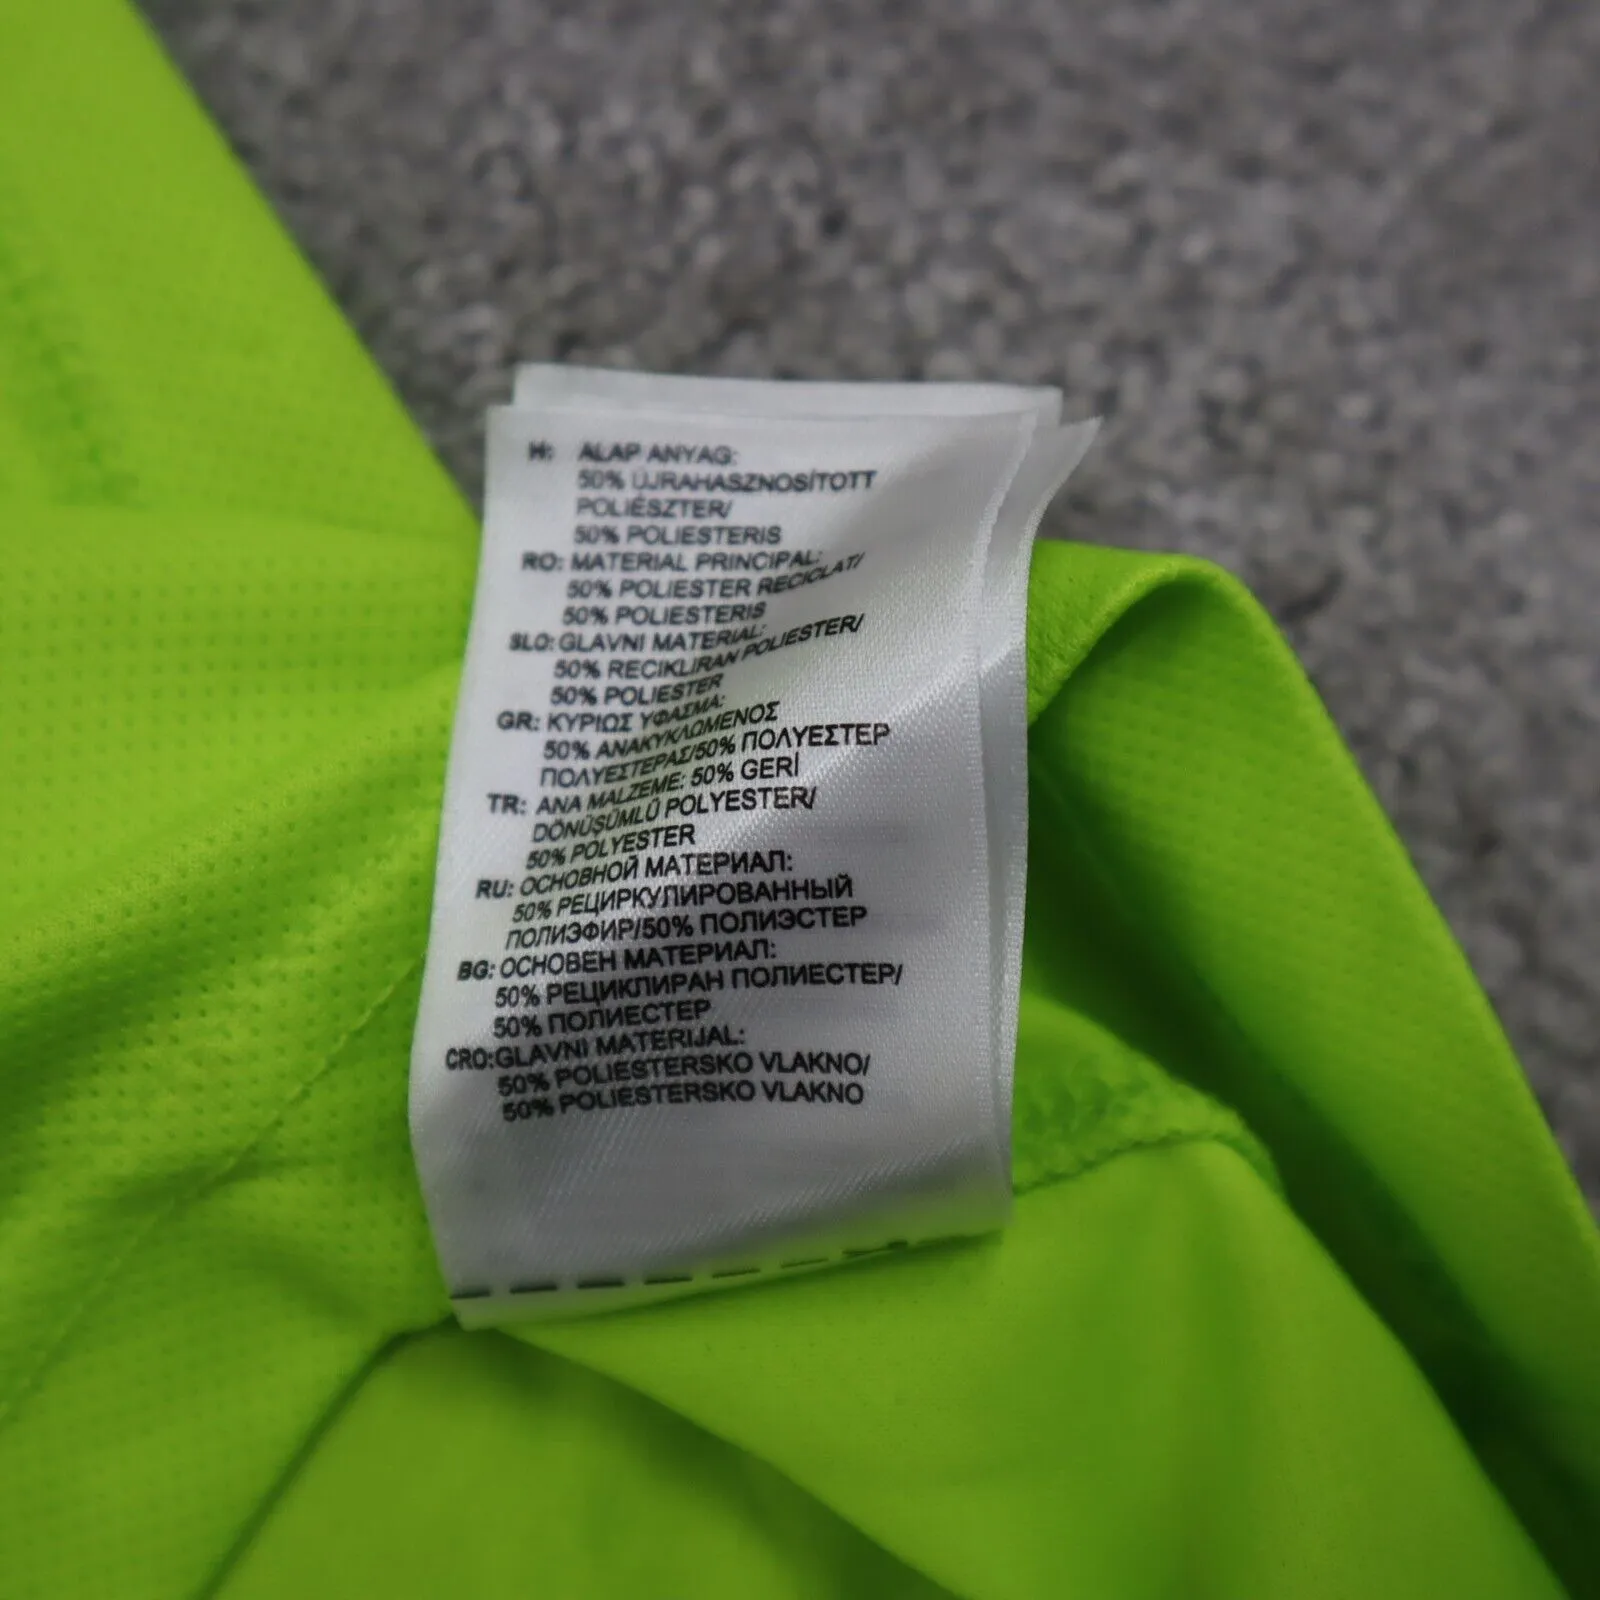 H: ALAP ANYAG:
50% ÚJRAHASZNOSÍTOTT
POLIÉSZTER/
50% POLIESTERIS
RO: MATERIAL PRINCIPAL:
50% POLIESTER RECICLAT/
50% POLIESTERIS
SLO: GLAVNI MATERIAL:
50% RECIKLIRAN POLIESTER/
50% POLIESTER
GR: ΚΥΡΙΩΣ ΥΦΑΣΜΑ:
50% ΑΝΑΚΥΚΛΩΜΕΝΟΣ
ΠΟΛΥΕΣΤΕΡΑΣ/50% ΠΟΛΥΕΣΤΕΡ
TR: ANA MALZEME: 50% GERİ
DÖNÜŞÜMLÜ POLYESTER/
50% POLYESTER
RU: ОСНОВНОЙ МАТЕРИАЛ:
50% РЕЦИРКУЛИРОВАННЫЙ
ПОЛИЭФИР/50% ПОЛИЭСТЕР
BG: ОСНОВЕН МАТЕРИАЛ:
50% РЕЦИКЛИРАН ПОЛИЕСТЕР/
50% ПОЛИЕСТЕР
CRO: GLAVNI MATERIJAL:
50% POLIESTERSKO VLAKNO/
50% POLIESTERSKO VLAKNO